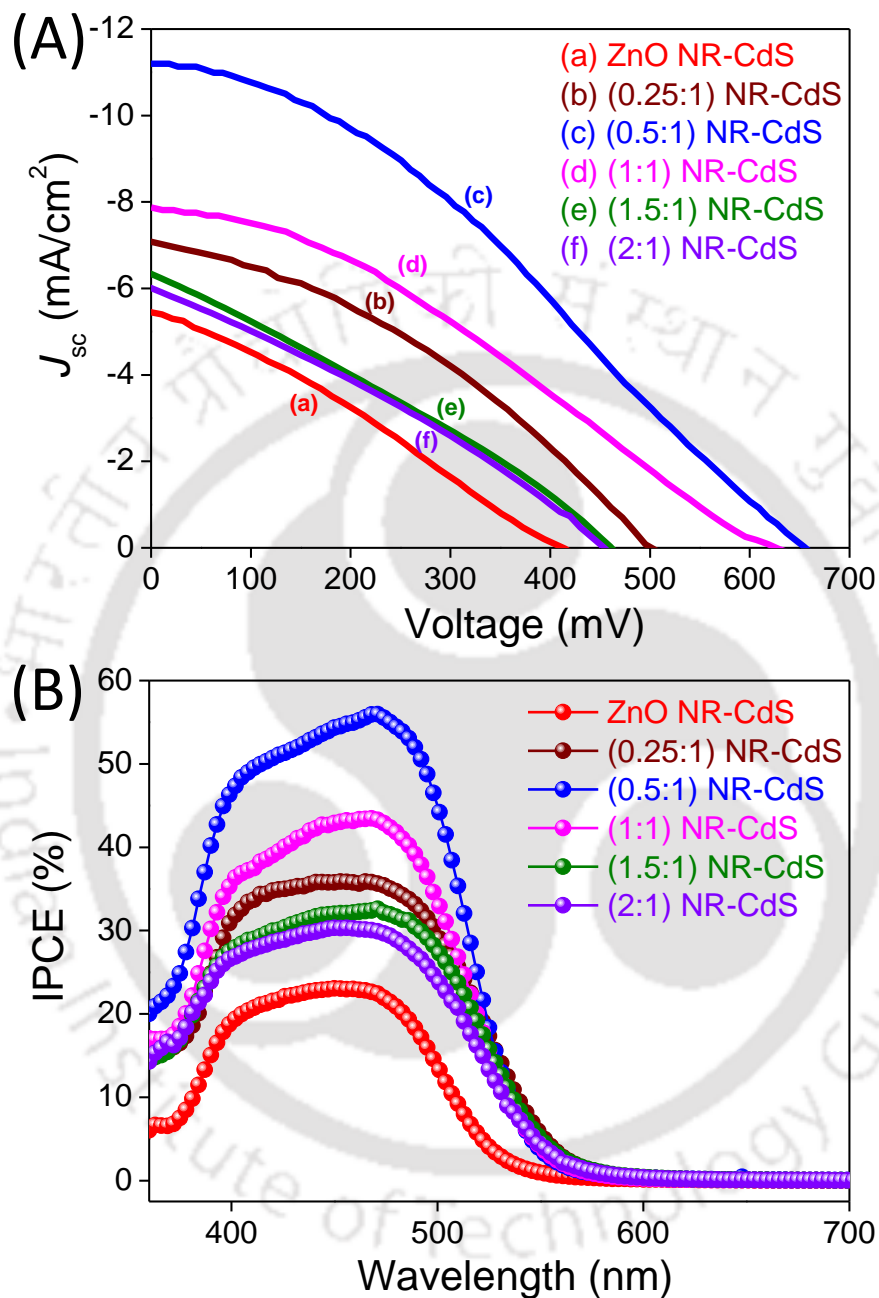 (A)
-12
-10
-8
-6
-4
-2
0
J_sc (mA/cm²)
(a) ZnO NR-CdS
(b) (0.25:1) NR-CdS
(c) (0.5:1) NR-CdS
(d) (1:1) NR-CdS
(e) (1.5:1) NR-CdS
(f) (2:1) NR-CdS
(c)
(d)
(b)
(a)
(e)
(f)
0 100 200 300 400 500 600 700
Voltage (mV)
(B)
60
50
40
30
20
10
0
IPCE (%)
ZnO NR-CdS
(0.25:1) NR-CdS
(0.5:1) NR-CdS
(1:1) NR-CdS
(1.5:1) NR-CdS
(2:1) NR-CdS
400 500 600 700
Wavelength (nm)
Institute of Technology